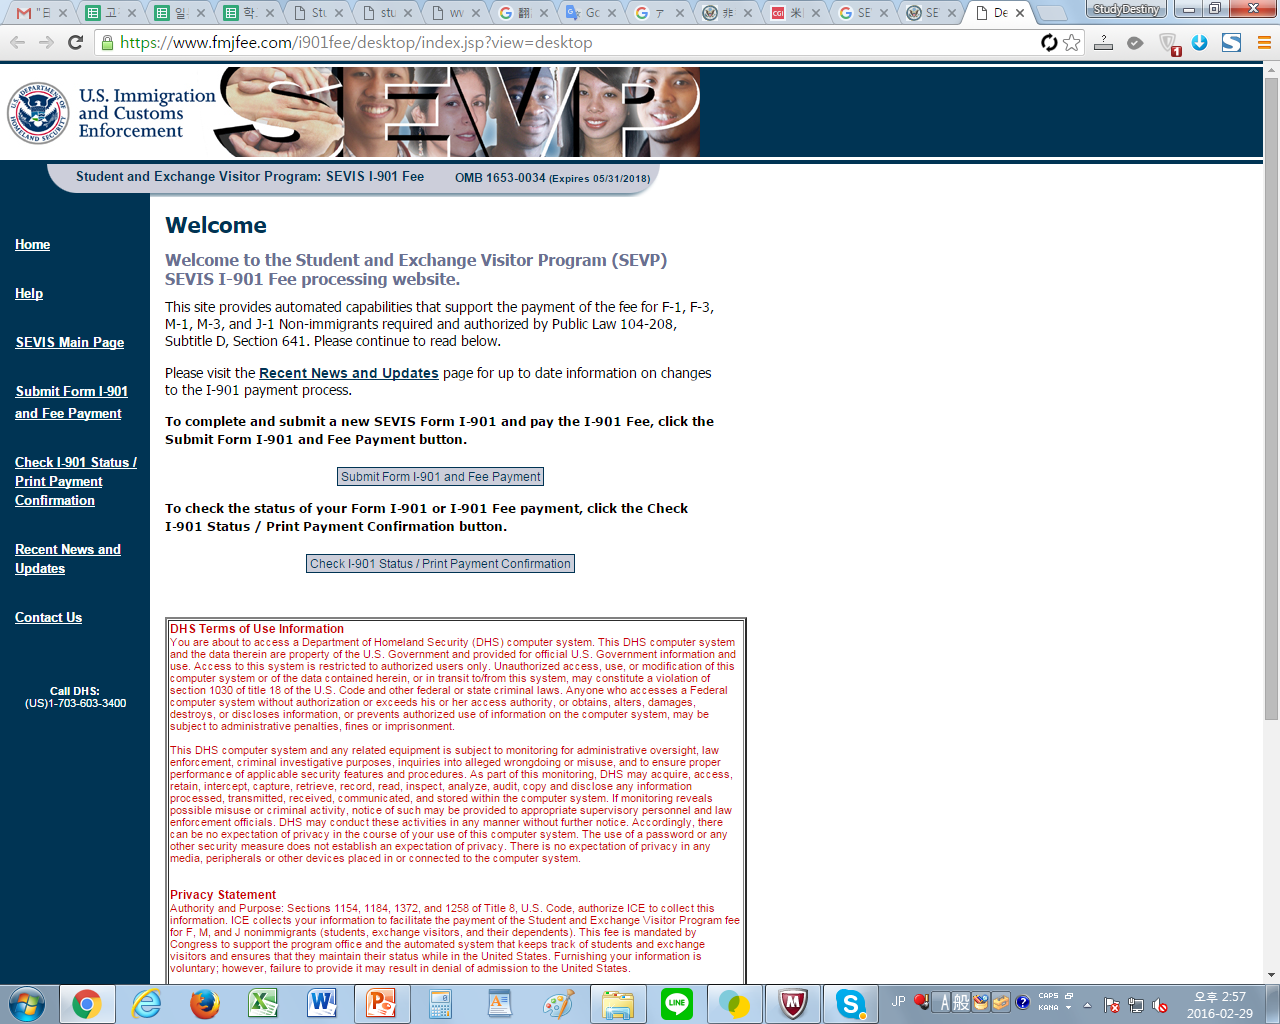 "E
고
일
학
Stu
stu
wv
翻
Go
ア
非
米
SE
SE
De
StudyDestiny
https://www.fmjfee.com/i901fee/desktop/index.jsp?view=desktop
1
U.S. Immigration
and Customs
Enforcement
SEVP
Student and Exchange Visitor Program: SEVIS I-901 Fee OMB 1653-0034 (Expires 05/31/2018)
Home
Help
SEVIS Main Page
Submit Form I-901
and Fee Payment
Check I-901 Status /
Print Payment
Confirmation
Recent News and
Updates
Contact Us
Call DHS:
(US)1-703-603-3400
Welcome
Welcome to the Student and Exchange Visitor Program (SEVP)
SEVIS I-901 Fee processing website.
This site provides automated capabilities that support the payment of the fee for F-1, F-3,
M-1, M-3, and J-1 Non-immigrants required and authorized by Public Law 104-208,
Subtitle D, Section 641. Please continue to read below.
Please visit the Recent News and Updates page for up to date information on changes
to the I-901 payment process.
To complete and submit a new SEVIS Form I-901 and pay the I-901 Fee, click the
Submit Form I-901 and Fee Payment button.
Submit Form I-901 and Fee Payment
To check the status of your Form I-901 or I-901 Fee payment, click the Check
I-901 Status / Print Payment Confirmation button.
Check I-901 Status / Print Payment Confirmation
DHS Terms of Use Information
You are about to access a Department of Homeland Security (DHS) computer system. This DHS computer system
and the data therein are property of the U.S. Government and provided for official U.S. Government information and
use. Access to this system is restricted to authorized users only. Unauthorized access, use, or modification of this
computer system or of the data contained herein, or in transit to/from this system, may constitute a violation of
section 1030 of title 18 of the U.S. Code and other federal or state criminal laws. Anyone who accesses a Federal
computer system without authorization or exceeds his or her access authority, or obtains, alters, damages,
destroys, or discloses information, or prevents authorized use of information on the computer system, may be
subject to administrative penalties, fines or imprisonment.
This DHS computer system and any related equipment is subject to monitoring for administrative oversight, law
enforcement, criminal investigative purposes, inquiries into alleged wrongdoing or misuse, and to ensure proper
performance of applicable security features and procedures. As part of this monitoring, DHS may acquire, access,
retain, intercept, capture, retrieve, record, read, inspect, analyze, audit, copy and disclose any information
processed, transmitted, received, communicated, and stored within the computer system. If monitoring reveals
possible misuse or criminal activity, notice of such may be provided to appropriate supervisory personnel and law
enforcement officials. DHS may conduct these activities in any manner without further notice. Accordingly, there
can be no expectation of privacy in the course of your use of this computer system. The use of a password or any
other security measure does not establish an expectation of privacy. There is no expectation of privacy in any
media, peripherals or other devices placed in or connected to the computer system.
Privacy Statement
Authority and Purpose: Sections 1154, 1184, 1372, and 1258 of Title 8, U.S. Code, authorize ICE to collect this
information. ICE collects your information to facilitate the payment of the Student and Exchange Visitor Program fee
for F, M, and J nonimmigrants (students, exchange visitors, and their dependents). This fee is mandated by
Congress to support the program office and the automated system that keeps track of students and exchange
visitors and ensures that they maintain their status while in the United States. Furnishing your information is
voluntary; however, failure to provide it may result in denial of admission to the United States.
LINE
JP
A 般
CAPS
KANA
오후 2:57
2016-02-29